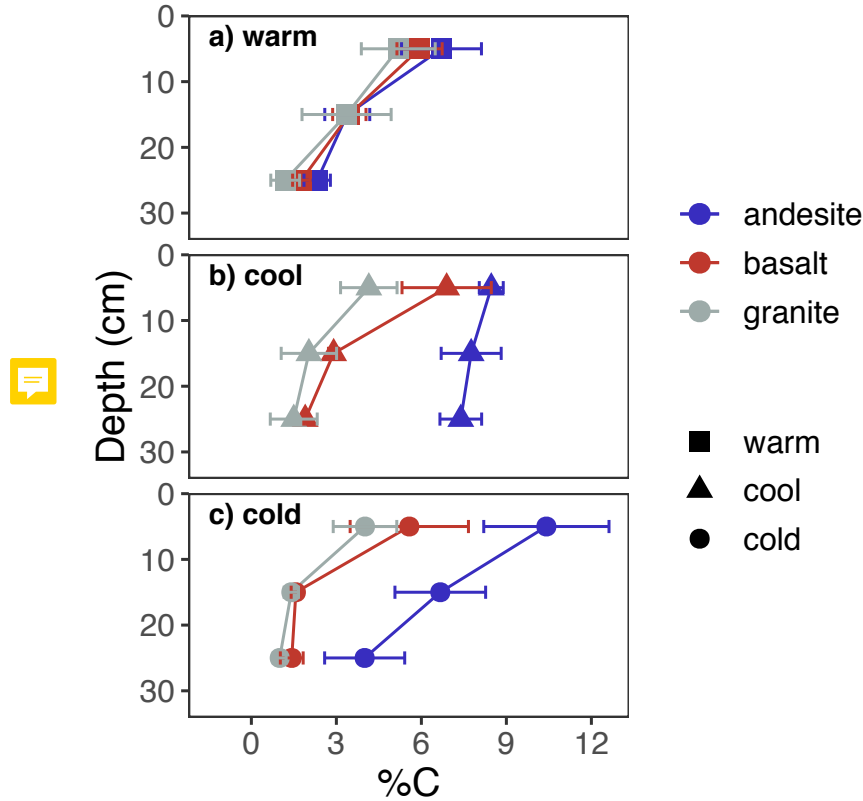 a) warm
0
10
20
30
b) cool
0
10
20
30
c) cold
0
10
20
30
Depth (cm)
0 3 6 9 12
%C
andesite
basalt
granite
warm
cool
cold